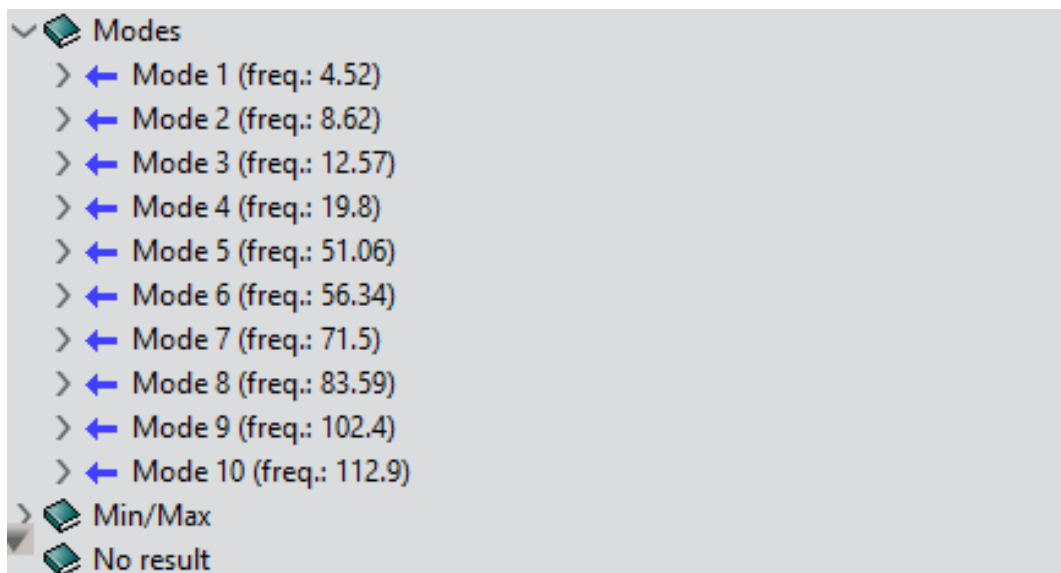 Modes
Mode 1 (freq.: 4.52)
Mode 2 (freq.: 8.62)
Mode 3 (freq.: 12.57)
Mode 4 (freq.: 19.8)
Mode 5 (freq.: 51.06)
Mode 6 (freq.: 56.34)
Mode 7 (freq.: 71.5)
Mode 8 (freq.: 83.59)
Mode 9 (freq.: 102.4)
Mode 10 (freq.: 112.9)
Min/Max
No result